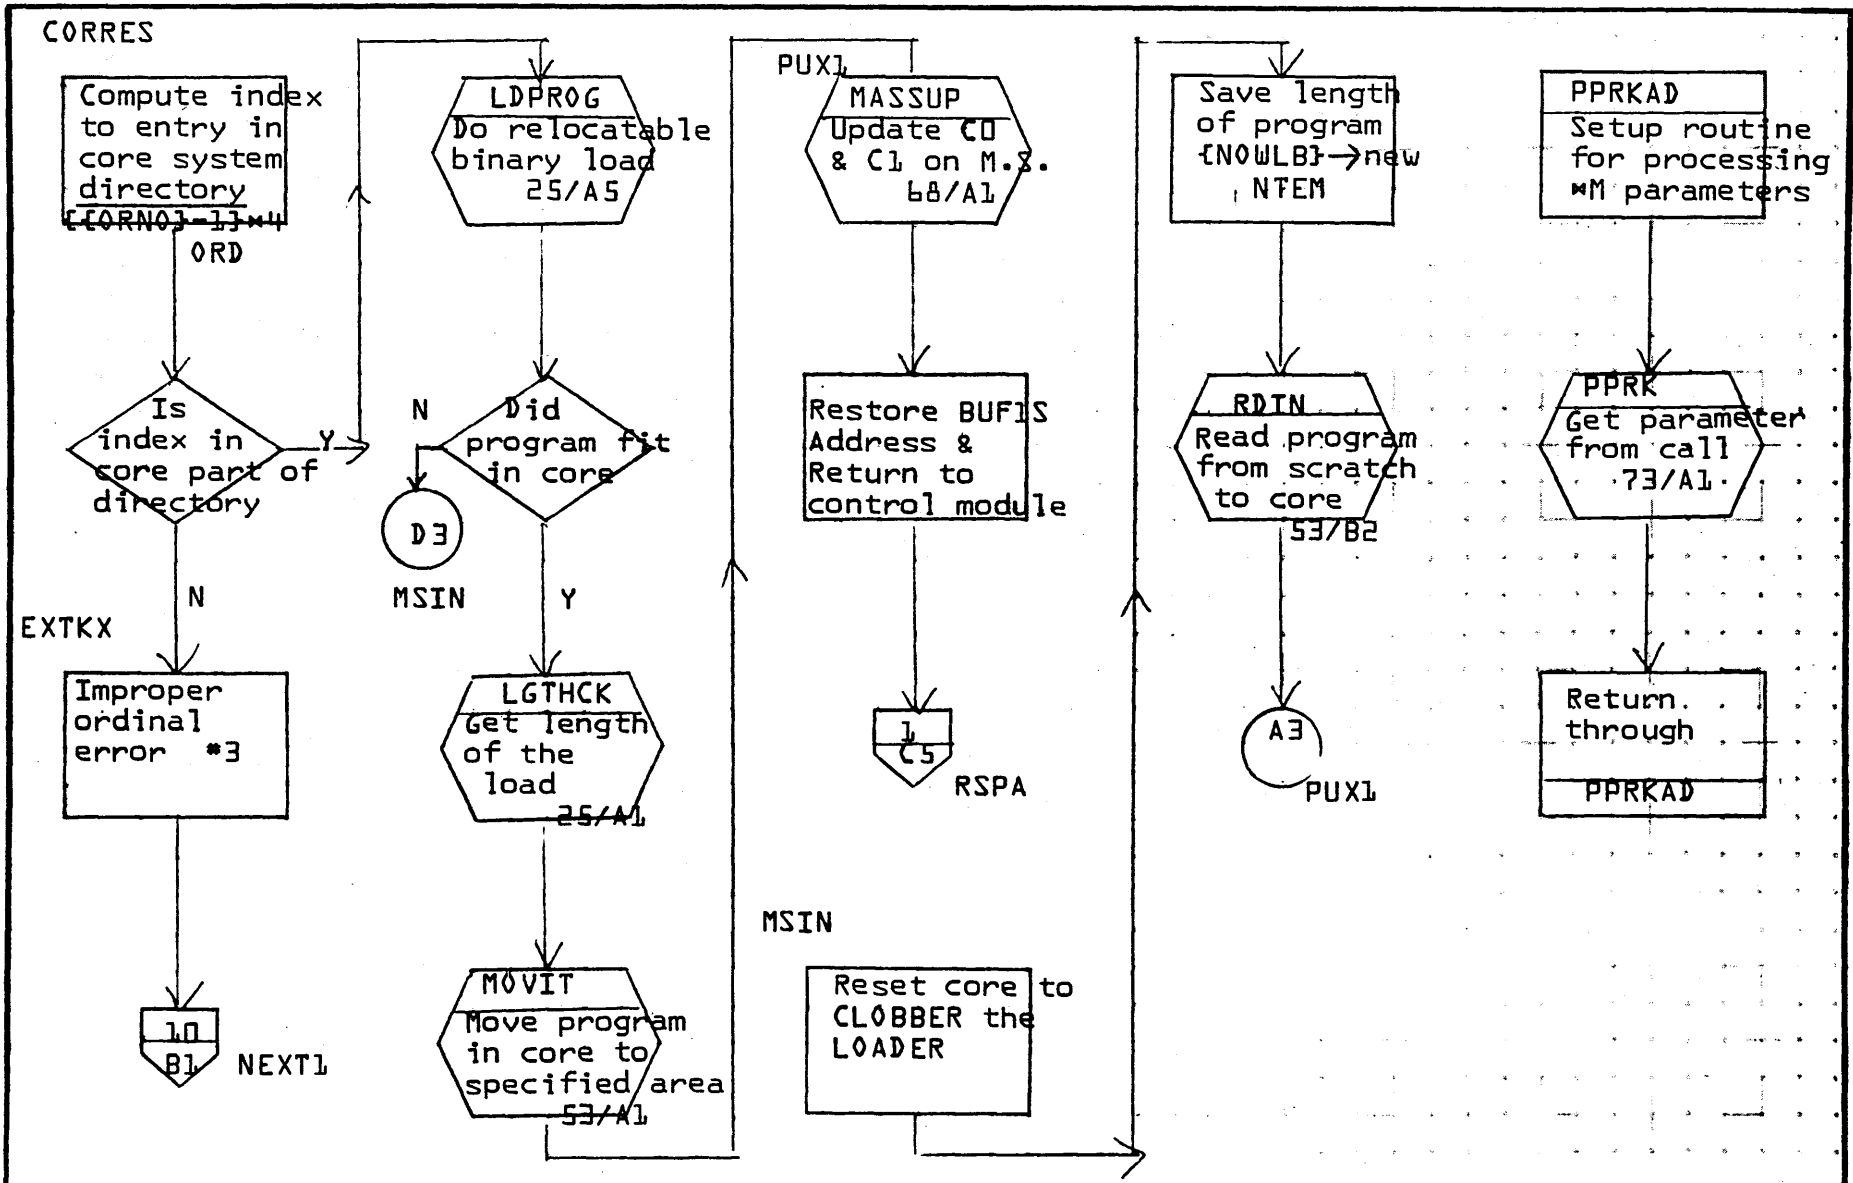 CORRES
Compute index
to entry in
core system
directory
{{ORNO}-1}*4
ORD
Is
index in
core part of
directory
Y
N
EXTKX
Improper
ordinal
error *3
10
B1
NEXT1
LDPROG
Do relocatable
binary load
25/A5
Did
program fit
in core
N
D3
MSIN
Y
LGTHCK
Get length
of the
load
25/A1
MOVIT
Move program
in core to
specified area
53/A1
PUX1
MASSUP
Update C0
& C1 on M.S.
68/A1
Restore BUF1S
Address &
Return to
control module
1
C5
RSPA
MSIN
Reset core to
CLOBBER the
LOADER
Save length
of program
{NOWLB}→new
NTEM
RDIN
Read program
from scratch
to core
53/B2
A3
PUX1
PPRKAD
Setup routine
for processing
*M parameters
PPRK
Get parameter
from call
73/A1
Return
through
PPRKAD